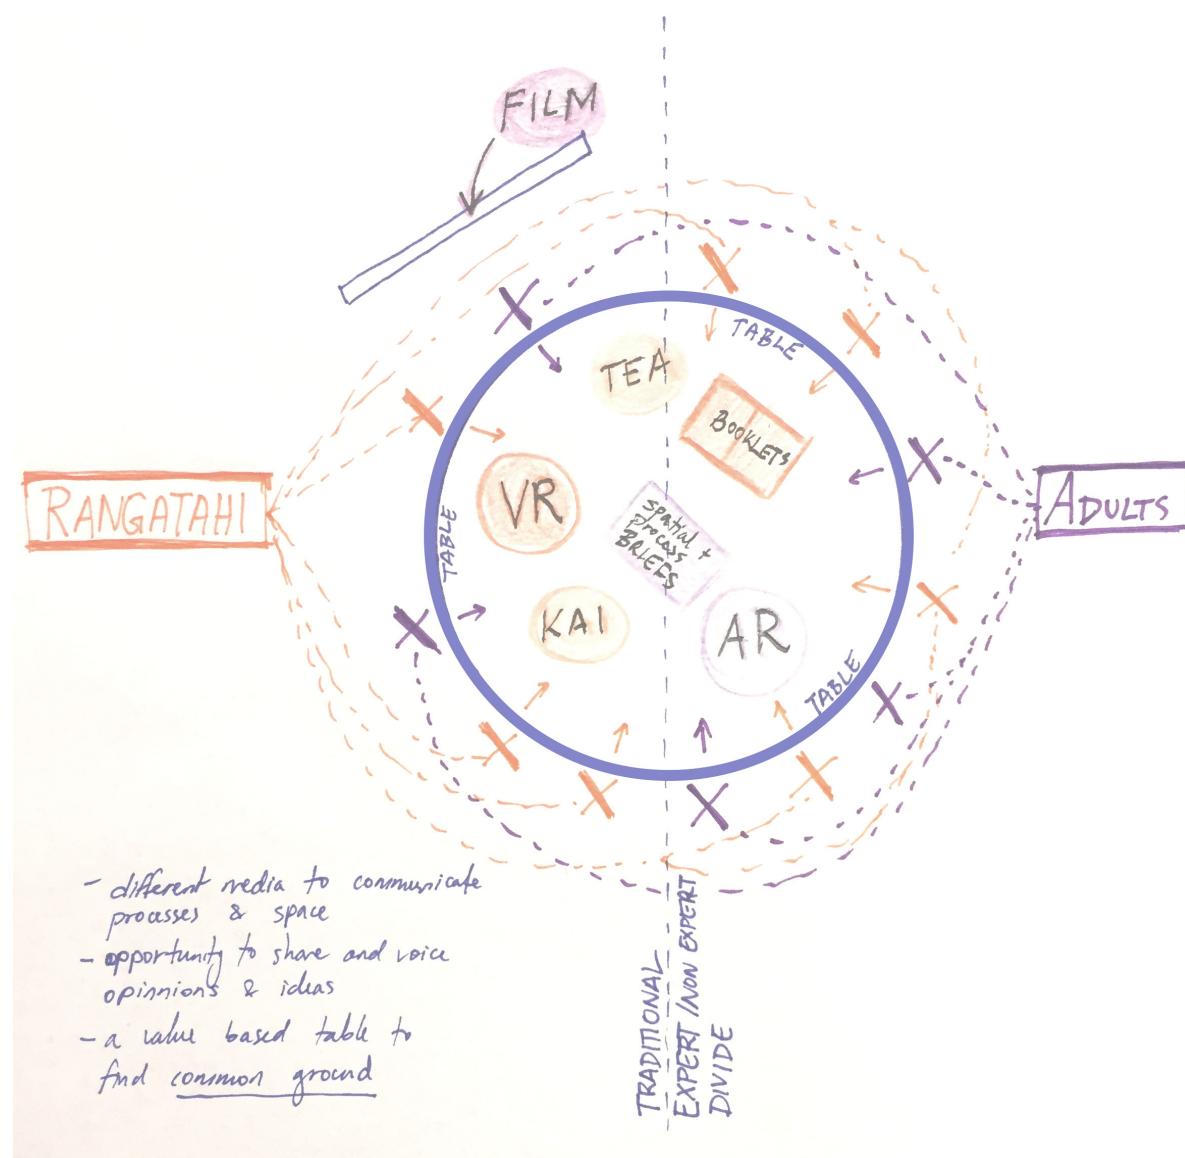 FILM
TABLE
TEA
BOOKLETS
VR
RANGATAHI
ADULTS
spatial +
process
BRIEFS
TABLE
KAI
AR
TABLE
- different media to communicate
processes & space
- opportunity to share and voice
opinnions & ideas
- a value based table to
find common ground
TRADITIONAL
EXPERT / NON EXPERT
DIVIDE